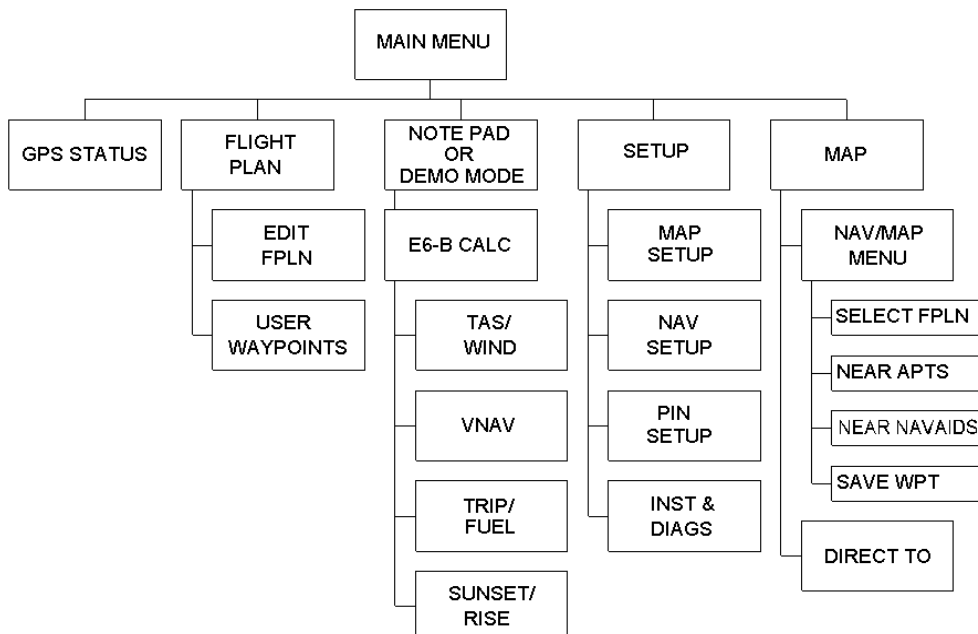 MAIN MENU
GPS STATUS
FLIGHT
PLAN
EDIT
FPLN
USER
WAYPOINTS
NOTE PAD
OR
DEMO MODE
E6-B CALC
TAS/
WIND
VNAV
TRIP/
FUEL
SUNSET/
RISE
SETUP
MAP
SETUP
NAV
SETUP
PIN
SETUP
INST &
DIAGS
MAP
NAV/MAP
MENU
SELECT FPLN
NEAR APTS
NEAR NAVAIDS
SAVE WPT
DIRECT TO